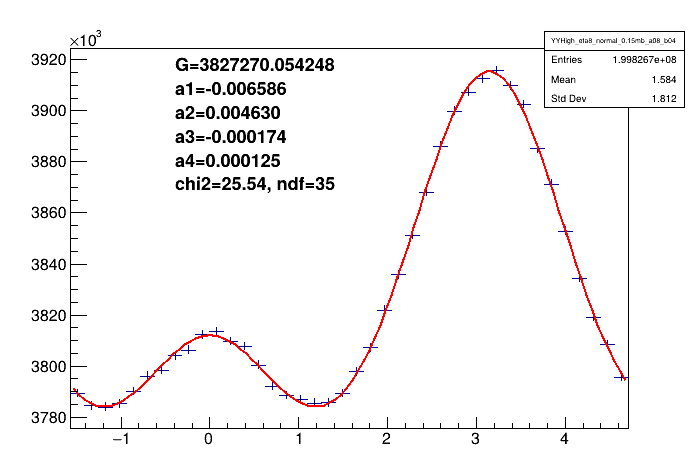 ×10³
YYHigh_eta8_normal_0.15mb_a08_b04
Entries 1.998267e+08
Mean 1.584
Std Dev 1.812
G=3827270.054248
a1=-0.006586
a2=0.004630
a3=-0.000174
a4=0.000125
chi2=25.54, ndf=35
3920
3900
3880
3860
3840
3820
3800
3780
−1 0 1 2 3 4